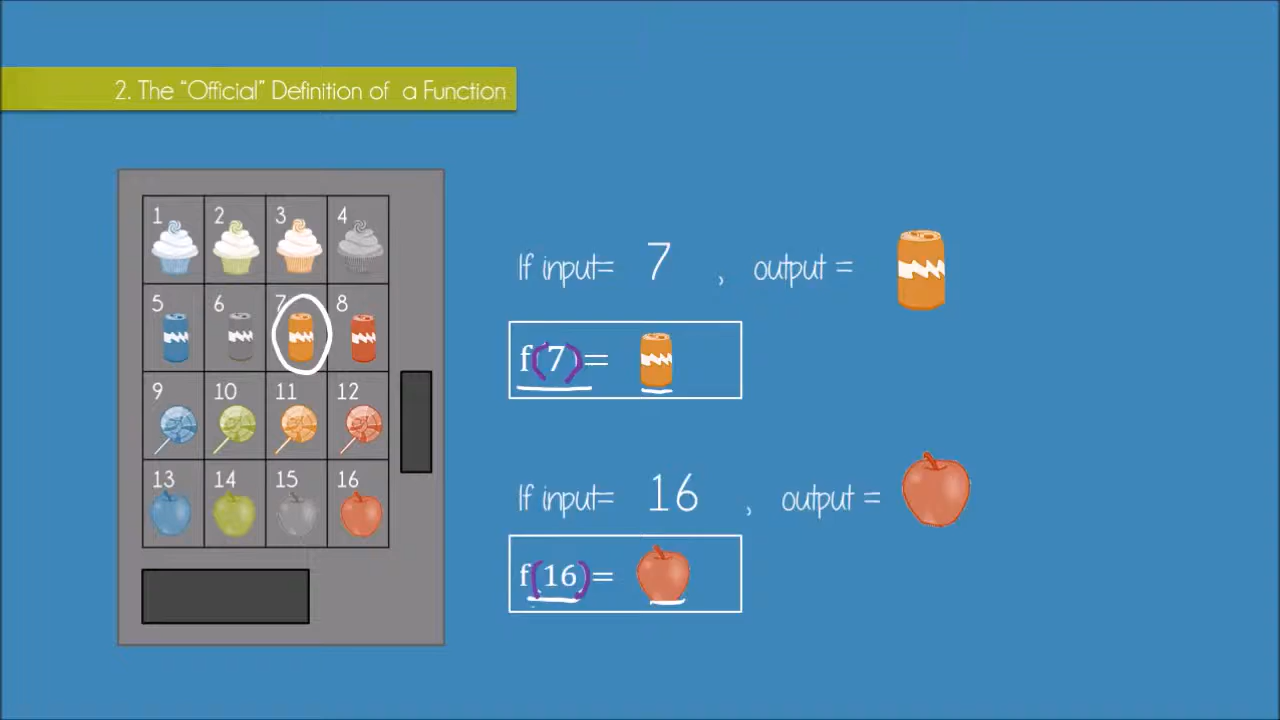 2. The “Official” Definition of a Function
1 2 3 4
5 6 7 8
9 10 11 12
13 14 15 16
If input= 7 , output =
f(7)=
If input= 16 , output =
f(16)=